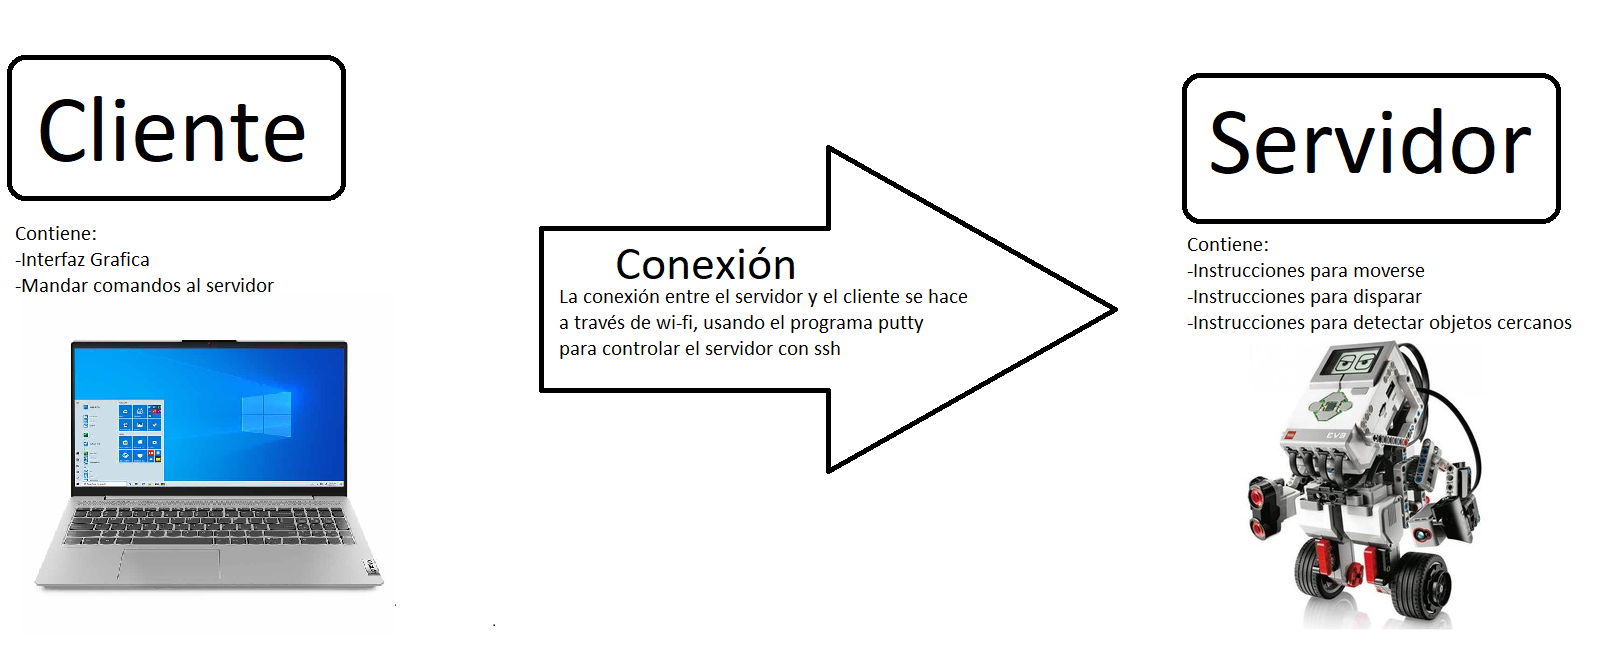 Cliente
Contiene:
-Interfaz Grafica
-Mandar comandos al servidor
Conexión
La conexión entre el servidor y el cliente se hace
a través de wi-fi, usando el programa putty
para controlar el servidor con ssh
Servidor
Contiene:
-Instrucciones para moverse
-Instrucciones para disparar
-Instrucciones para detectar objetos cercanos
EV3